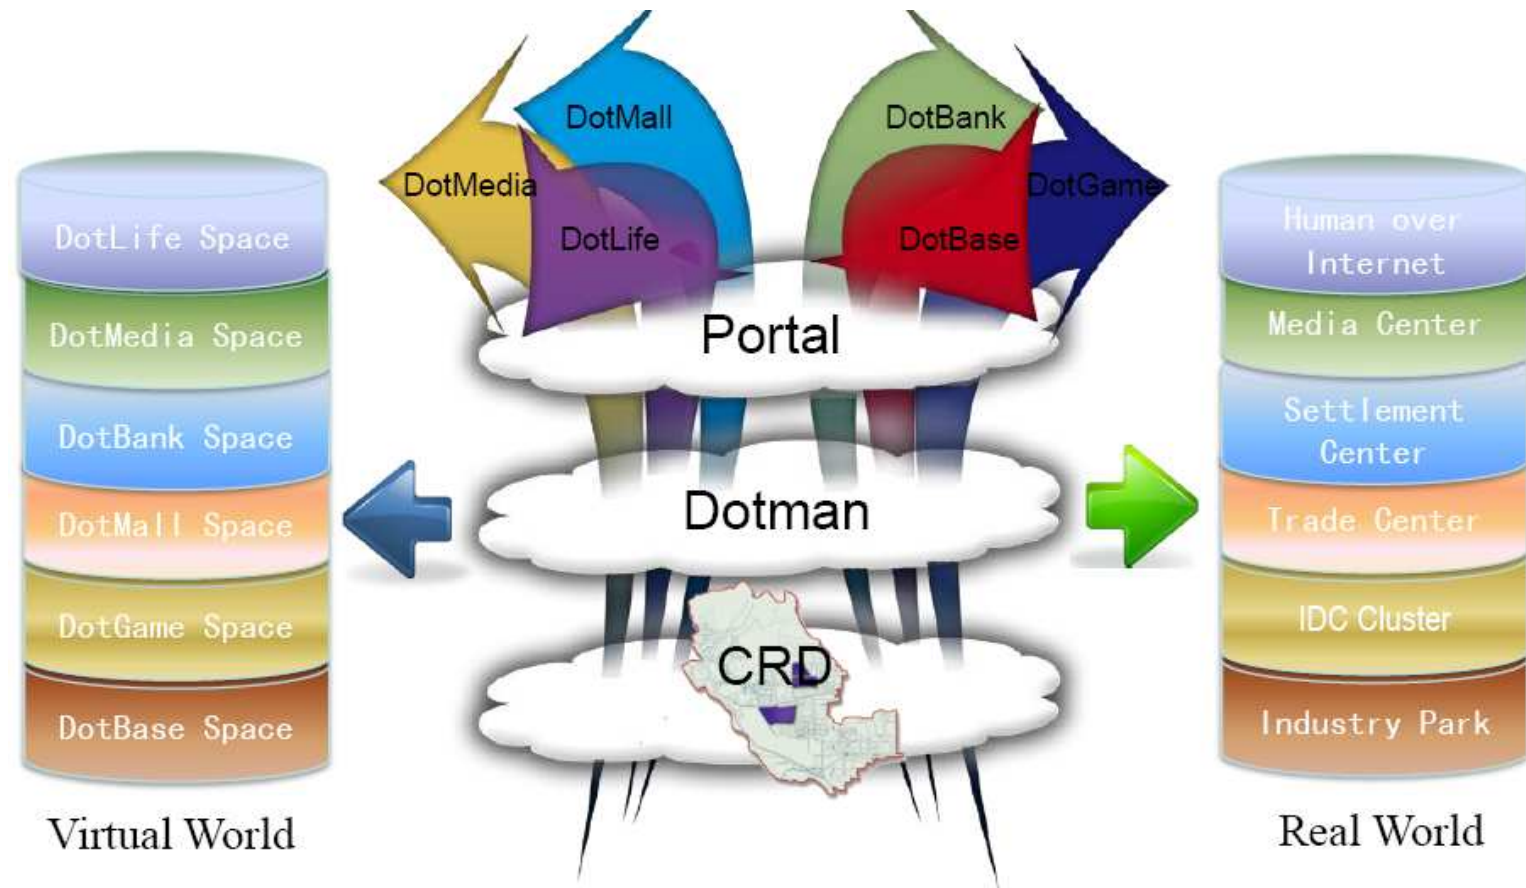 DotMall
DotBank
DotMedia
DotGame
DotLife
DotBase
Portal
Dotman
CRD
DotLife Space
DotMedia Space
DotBank Space
DotMall Space
DotGame Space
DotBase Space
Virtual World
Human over
Internet
Media Center
Settlement
Center
Trade Center
IDC Cluster
Industry Park
Real World